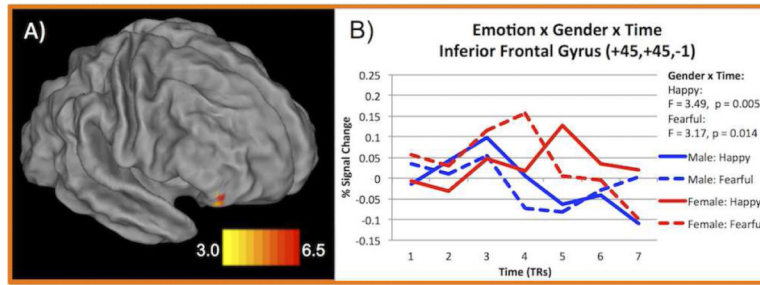 A)
3.0
6.5
B)
Emotion x Gender x Time
Inferior Frontal Gyrus (+45,+45,-1)
% Signal Change
0.25
0.2
0.15
0.1
0.05
0
-0.05
-0.1
-0.15
1 2 3 4 5 6 7
Time (TRs)
Gender x Time:
Happy:
F = 3.49, p = 0.005
Fearful:
F = 3.17, p = 0.014
Male: Happy
Male: Fearful
Female: Happy
Female: Fearful